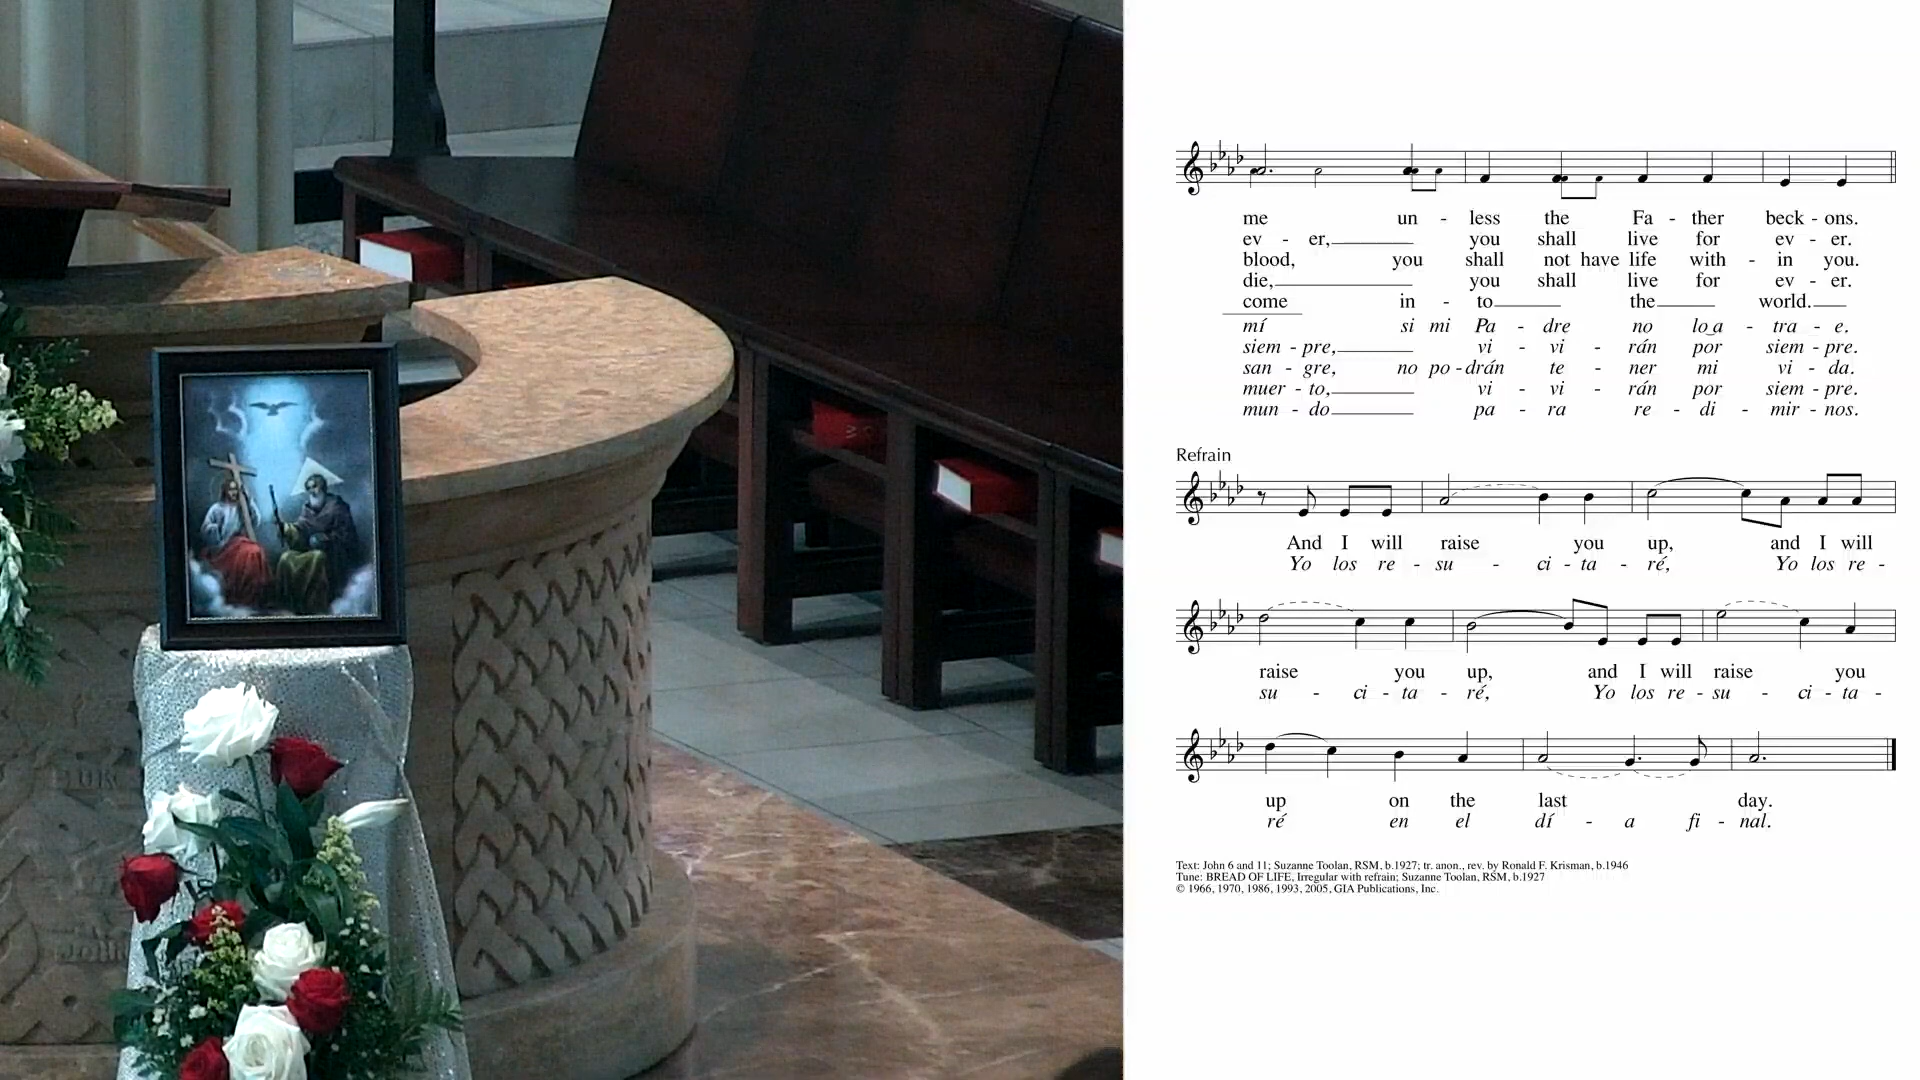 me un - less the Fa - ther beck - ons.
ev - er, you shall live for ev - er.
blood, you shall not have life with - in you.
die, you shall live for ev - er.
come in - to the world.
mí si mi Pa - dre no lo a - tra - e.
siem - pre, vi - vi - rán por siem - pre.
san - gre, no po - drán te - ner mi vi - da.
muer - to, vi - vi - rán por siem - pre.
mun - do pa - ra re - di - mir - nos.
Refrain
And I will raise you up, and I will
Yo los re - su - ci - ta - ré, Yo los re -
raise you up, and I will raise you
su - ci - ta - ré, Yo los re - su - ci - ta -
up on the last day.
ré en el dí - a fi - nal.
Text: John 6 and 11; Suzanne Toolan, RSM, b.1927; tr. anon., rev. by Ronald F. Krisman, b.1946
Tune: BREAD OF LIFE, Irregular with refrain; Suzanne Toolan, RSM, b.1927
© 1966, 1970, 1986, 1993, 2005, GIA Publications, Inc.